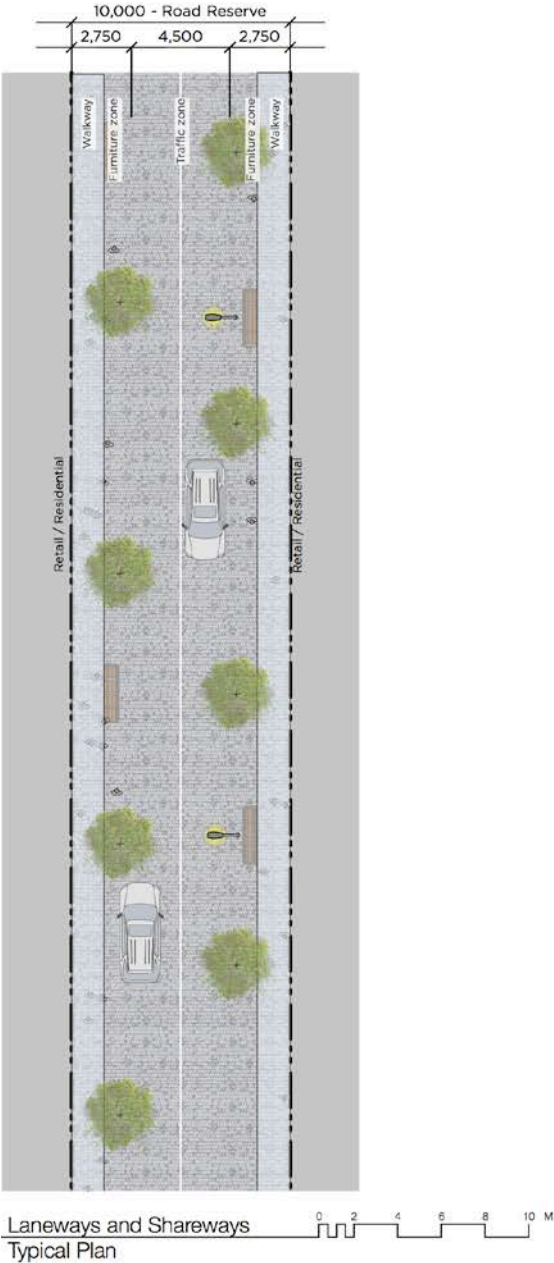 10,000 - Road Reserve
2,750 4,500 2,750
Walkway
Furniture zone
Traffic zone
Furniture zone
Walkway
Retail / Residential
Retail / Residential
Laneways and Shareways
0 2 4 6 8 10 M
Typical Plan